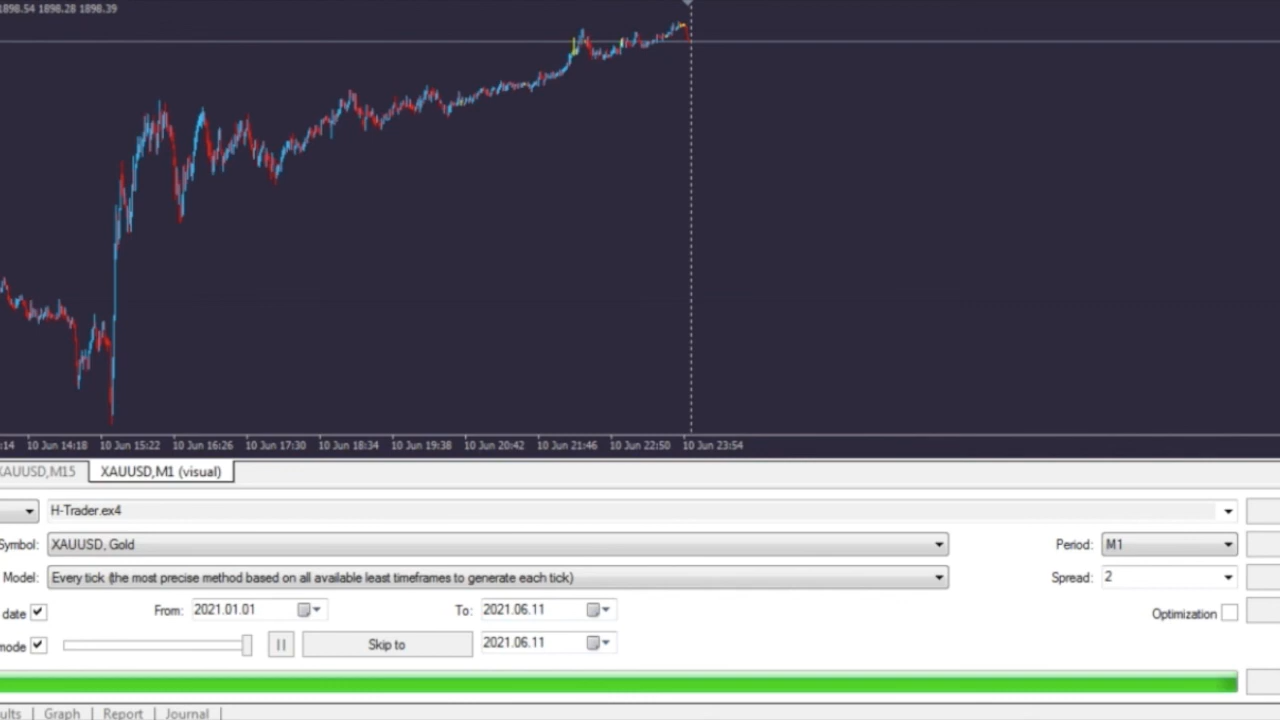 1898.54 1898.28 1898.39
:14 10 Jun 14:18 10 Jun 15:22 10 Jun 16:26 10 Jun 17:30 10 Jun 18:34 10 Jun 19:38 10 Jun 20:42 10 Jun 21:46 10 Jun 22:50 10 Jun 23:54
XAUUSD,M15 XAUUSD,M1 (visual)
H-Trader.ex4
Symbol: XAUUSD, Gold Period: M1
Model: Every tick (the most precise method based on all available least timeframes to generate each tick) Spread: 2
date From: 2021.01.01 To: 2021.06.11 Optimization
mode Skip to 2021.06.11
ults | Graph | Report | Journal |